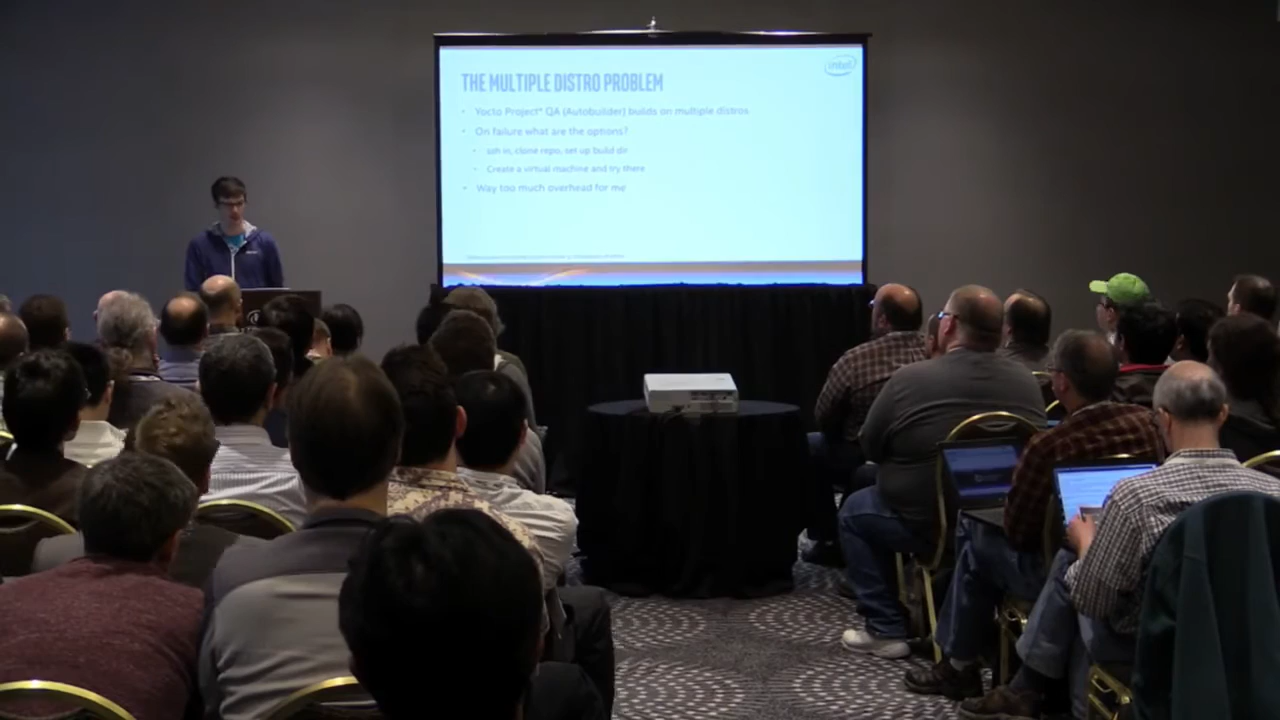 THE MULTIPLE DISTRO PROBLEM
intel
• Yocto Project* QA (Autobuilder) builds on multiple distros
• On failure what are the options?
• ssh in, clone repo, set up build dir
• Create a virtual machine and try there
• Way too much overhead for me